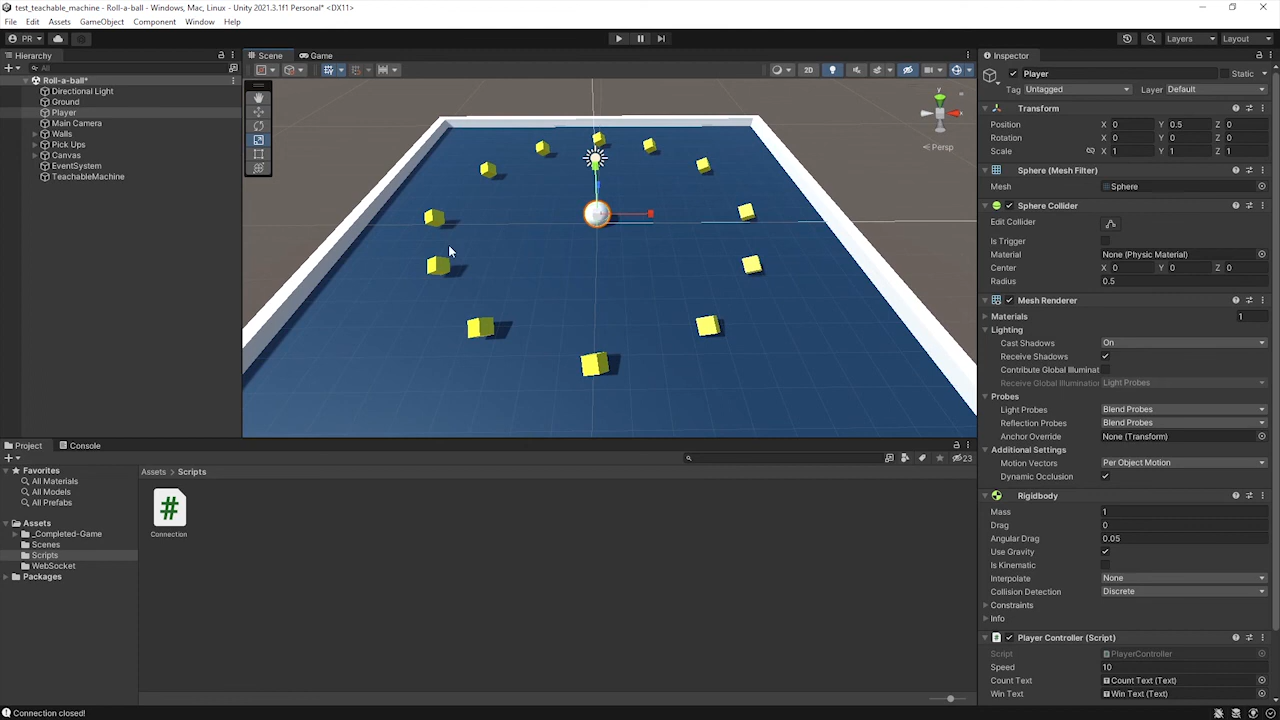 test_teachable_machine - Roll-a-ball - Windows, Mac, Linux - Unity 2021.3.1f1 Personal* <DX11>
File Edit Assets GameObject Component Window Help
PR Layers Layout
Hierarchy
All
Roll-a-ball*
Directional Light
Ground
Player
Main Camera
Walls
Pick Ups
Canvas
EventSystem
TeachableMachine
Scene Game
2D
y
x
Persp
Inspector
Player Static
Tag Untagged Layer Default
Transform
Position X 0 Y 0.5 Z 0
Rotation X 0 Y 0 Z 0
Scale X 1 Y 1 Z 1
Sphere (Mesh Filter)
Mesh Sphere
Sphere Collider
Edit Collider
Is Trigger
Material None (Physic Material)
Center X 0 Y 0 Z 0
Radius 0.5
Mesh Renderer
Materials 1
Lighting
Cast Shadows On
Receive Shadows
Contribute Global Illuminat
Receive Global Illumination Light Probes
Probes
Light Probes Blend Probes
Reflection Probes Blend Probes
Anchor Override None (Transform)
Additional Settings
Motion Vectors Per Object Motion
Dynamic Occlusion
Rigidbody
Mass 1
Drag 0
Angular Drag 0.05
Use Gravity
Is Kinematic
Interpolate None
Collision Detection Discrete
Constraints
Info
Player Controller (Script)
Script PlayerController
Speed 10
Count Text Count Text (Text)
Win Text Win Text (Text)
Project Console
23
Favorites
All Materials
All Models
All Prefabs
Assets
_Completed-Game
Scenes
Scripts
WebSocket
Packages
Assets > Scripts
#
Connection
Connection closed!